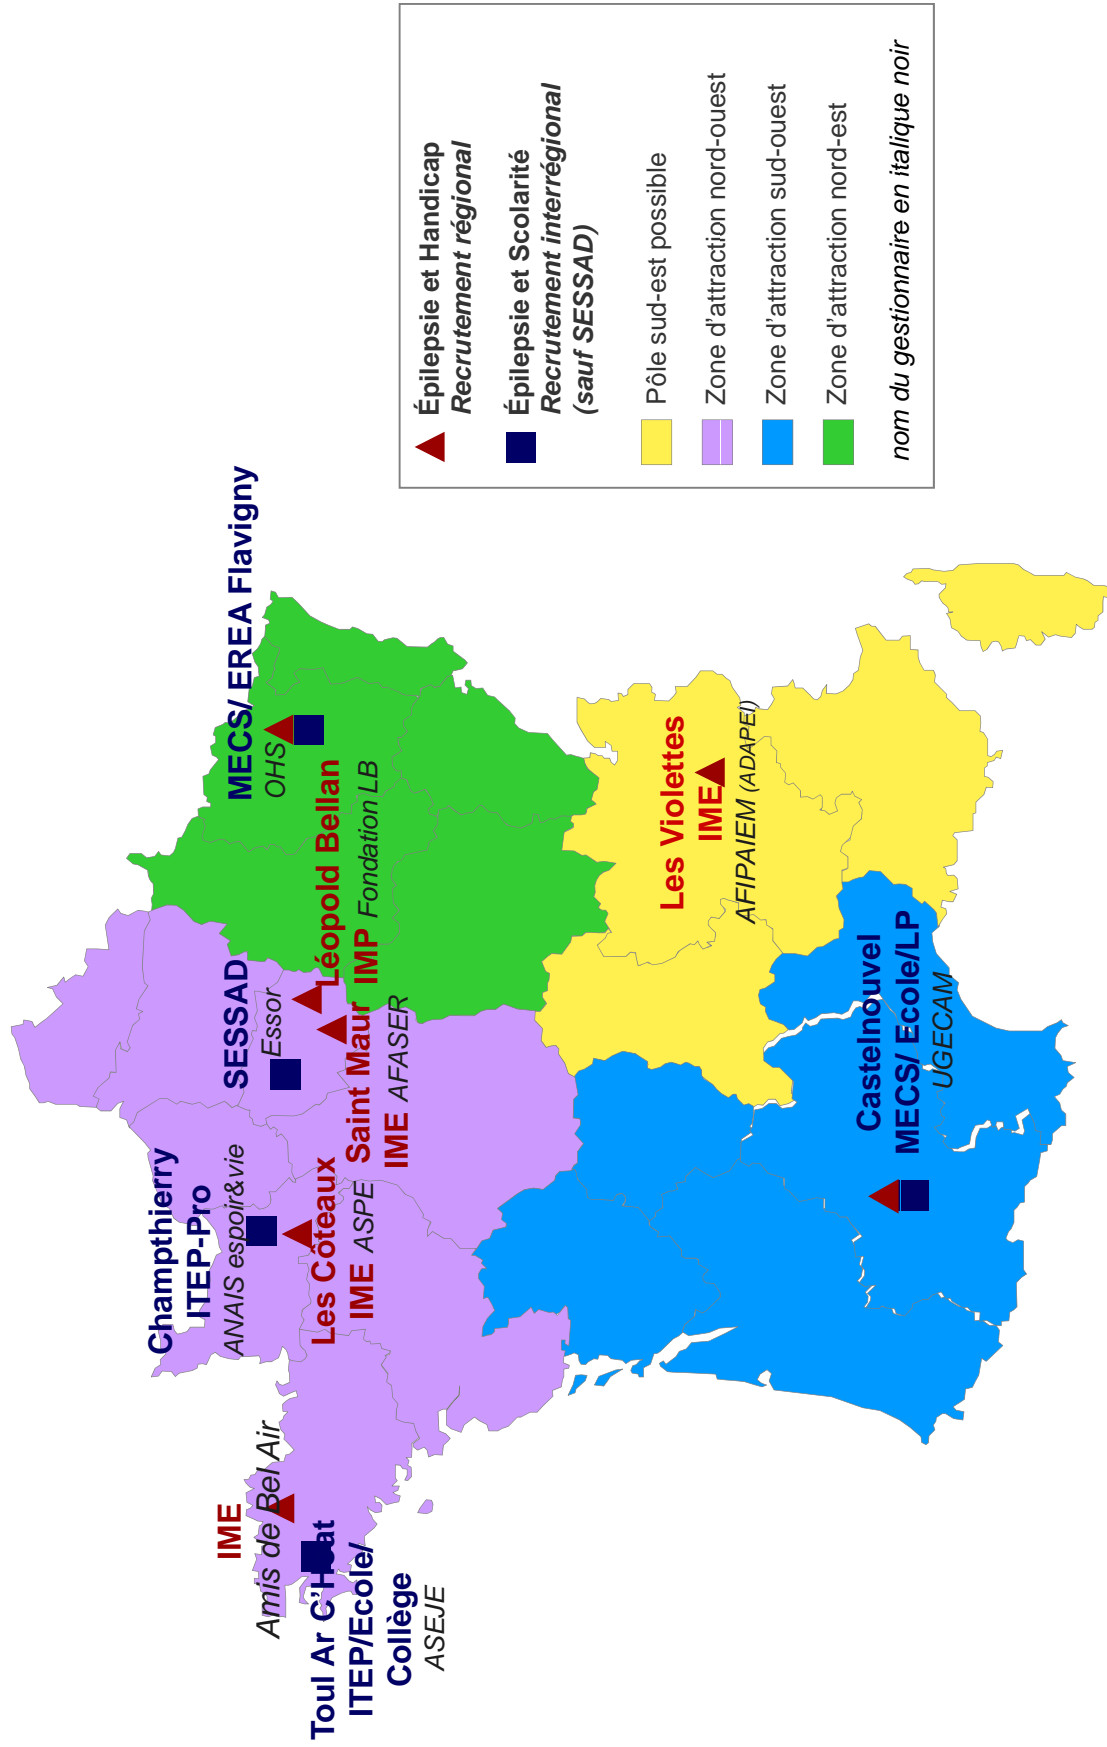 IME
Amis de Bel Air
Toul Ar C'Hoat
ITEP/Ecole/
Collège
ASEJE
Champthierry
ITEP-Pro
ANAIS espoir&vie
Les Côteaux
IME ASPE
SESSAD
Essor
Saint Maur
IME AFASER
Léopold Bellan
IMP Fondation LB
MECS/ EREA Flavigny
OHS
Les Violettes
IME
AFIPAIEM (ADAPEI)
Castelnouvel
MECS/ Ecole/LP
UGECAM
Épilepsie et Handicap
Recrutement régional
Épilepsie et Scolarité
Recrutement interrégional
(sauf SESSAD)
Pôle sud-est possible
Zone d'attraction nord-ouest
Zone d'attraction sud-ouest
Zone d'attraction nord-est
nom du gestionnaire en italique noir